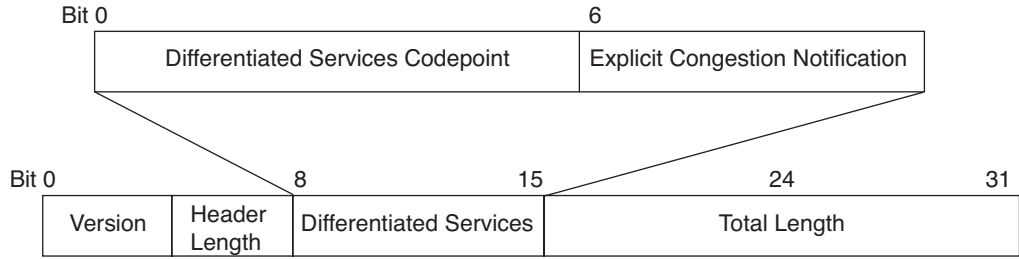 Bit 0 6
Differentiated Services Codepoint Explicit Congestion Notification
Bit 0 8 15 24 31
Version Header Length Differentiated Services Total Length